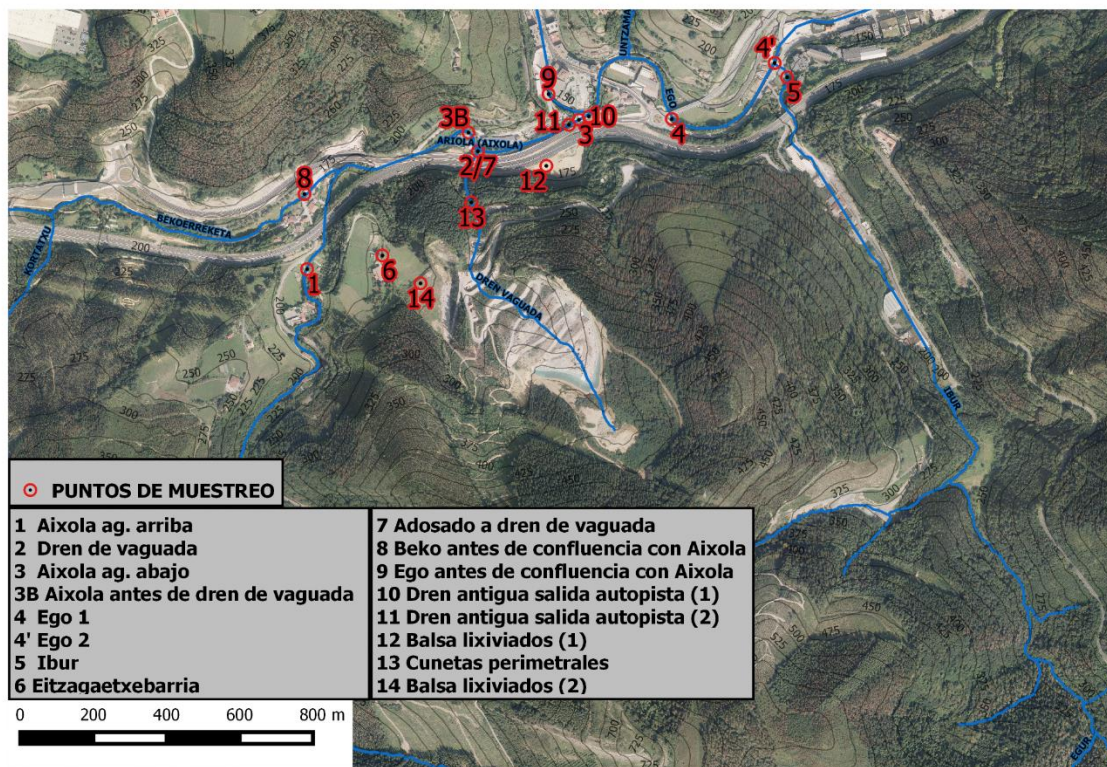 UNTZAMA
EGO
4'
5
9
150
10
11
3
4
3B
ARIOLA (AIXOLA)
2/7
12
175
8
13
BEKOERREKETA
KORTATXU
200
1
6
14
DREN VAGUADA
IBUR
EGUR
PUNTOS DE MUESTREO
1 Aixola ag. arriba
2 Dren de vaguada
3 Aixola ag. abajo
3B Aixola antes de dren de vaguada
4 Ego 1
4' Ego 2
5 Ibur
6 Eitzagaetxebarria
7 Adosado a dren de vaguada
8 Beko antes de confluencia con Aixola
9 Ego antes de confluencia con Aixola
10 Dren antigua salida autopista (1)
11 Dren antigua salida autopista (2)
12 Balsa lixiviados (1)
13 Cunetas perimetrales
14 Balsa lixiviados (2)
0 200 400 600 800 m